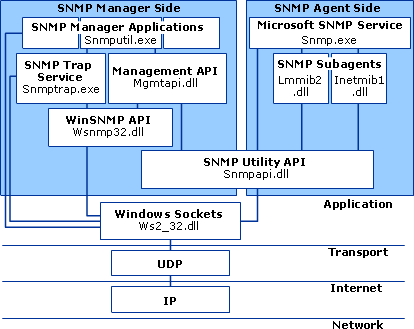 SNMP Manager Side
SNMP Agent Side
SNMP Manager Applications
Snmputil.exe
Microsoft SNMP Service
Snmp.exe
SNMP Trap
Service
Snmptrap.exe
Management API
Mgmtapi.dll
SNMP Subagents
Lmmib2
.dll
Inetmib1
.dll
WinSNMP API
Wsnmp32.dll
SNMP Utility API
Snmpapi.dll
Application
Windows Sockets
Ws2_32.dll
Transport
UDP
Internet
IP
Network